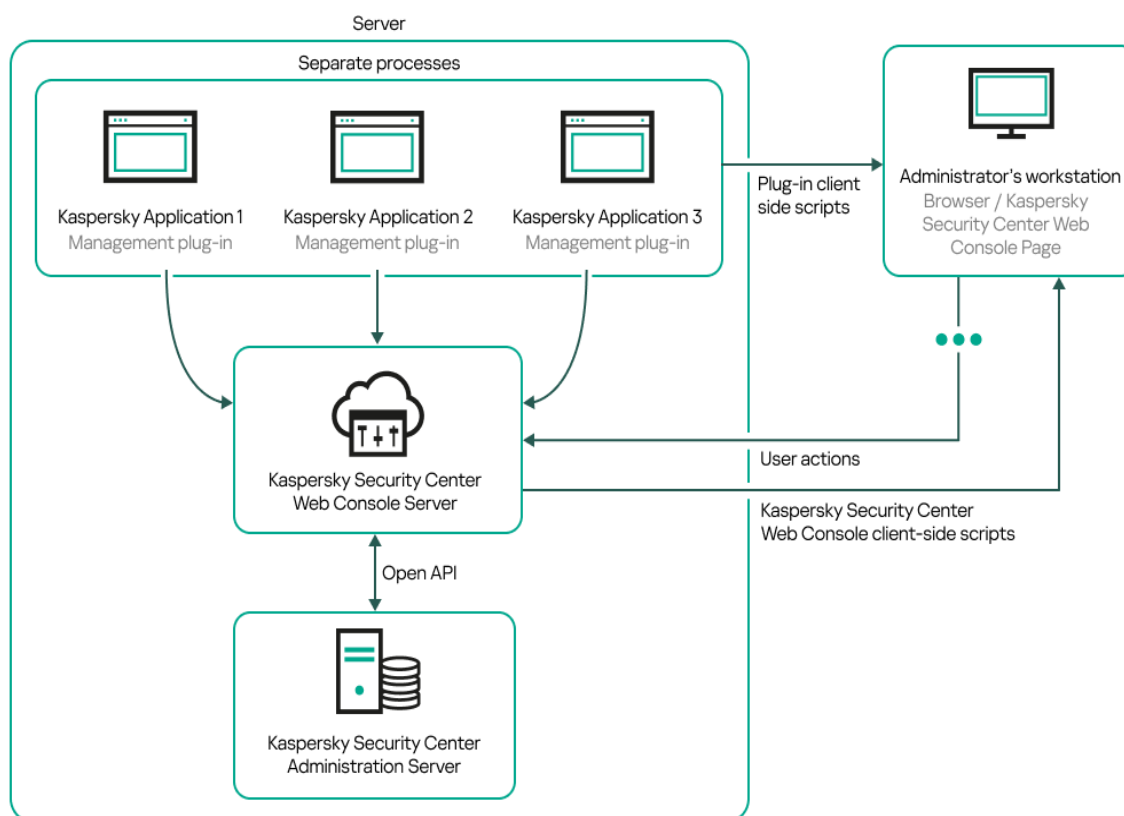 Server
Separate processes
Kaspersky Application 1
Management plug-in
Kaspersky Application 2
Management plug-in
Kaspersky Application 3
Management plug-in
Plug-in client
side scripts
Administrator's workstation
Browser / Kaspersky
Security Center Web
Console Page
Kaspersky Security Center
Web Console Server
User actions
Kaspersky Security Center
Web Console client-side scripts
Open API
Kaspersky Security Center
Administration Server